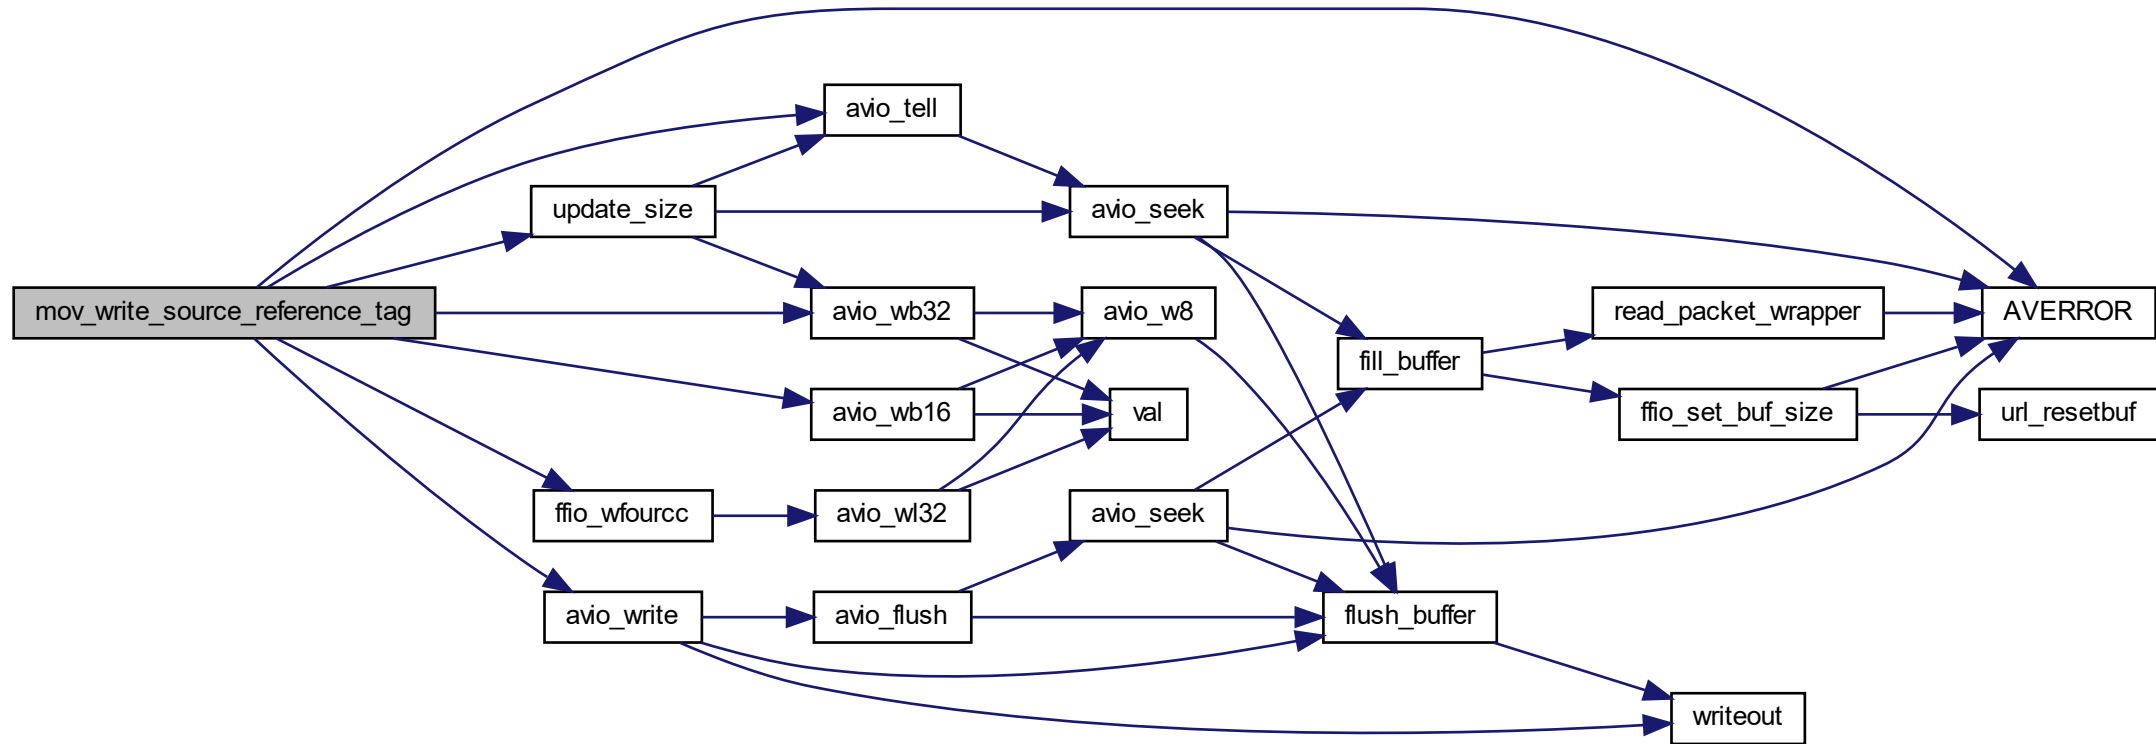 mov_write_source_reference_tag
avio_tell
update_size
avio_wb32
avio_wb16
ffio_wfourcc
avio_wl32
avio_write
avio_flush
avio_seek
avio_w8
val
avio_seek
fill_buffer
flush_buffer
read_packet_wrapper
ffio_set_buf_size
writeout
AVERROR
url_resetbuf